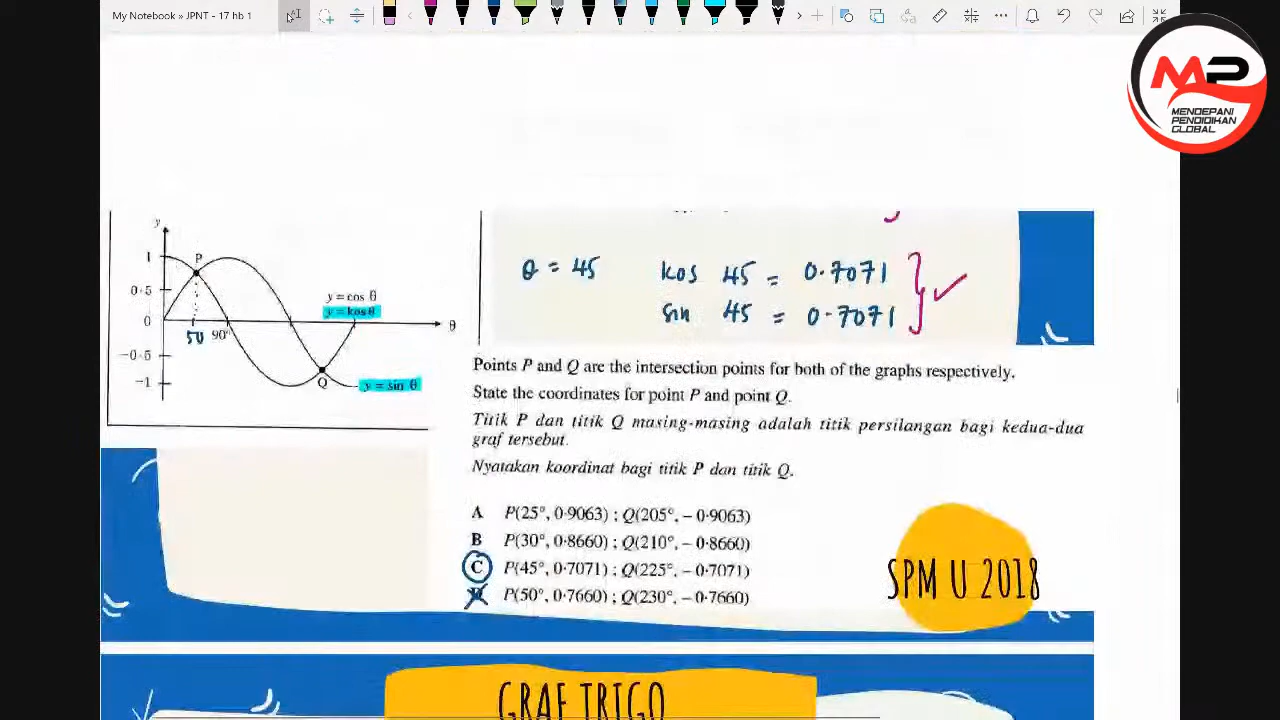 My Notebook » JPNT - 17 hb 1
MP
MENDEPANI
PENDIDIKAN
GLOBAL
y
1
P
0·5
y = cos θ
y = kos θ
0
θ
50 90°
−0·5
−1
Q
y = sin θ
θ = 45
kos 45 = 0.7071
sin 45 = 0.7071
Points P and Q are the intersection points for both of the graphs respectively.
State the coordinates for point P and point Q.
Titik P dan titik Q masing-masing adalah titik persilangan bagi kedua-dua
graf tersebut.
Nyatakan koordinat bagi titik P dan titik Q.
A P(25°, 0·9063) ; Q(205°, − 0·9063)
B P(30°, 0·8660) ; Q(210°, − 0·8660)
C P(45°, 0·7071) ; Q(225°, − 0·7071)
D P(50°, 0·7660) ; Q(230°, − 0·7660)
SPM U 2018
GRAF TRIGO